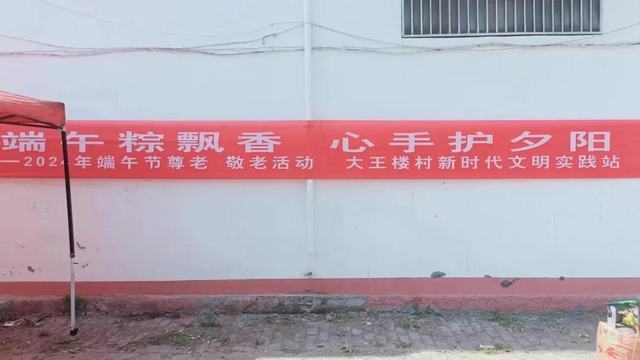 端午粽飘香 心手护夕阳
—2024年端午节尊老 敬老活动 大王楼村新时代文明实践站